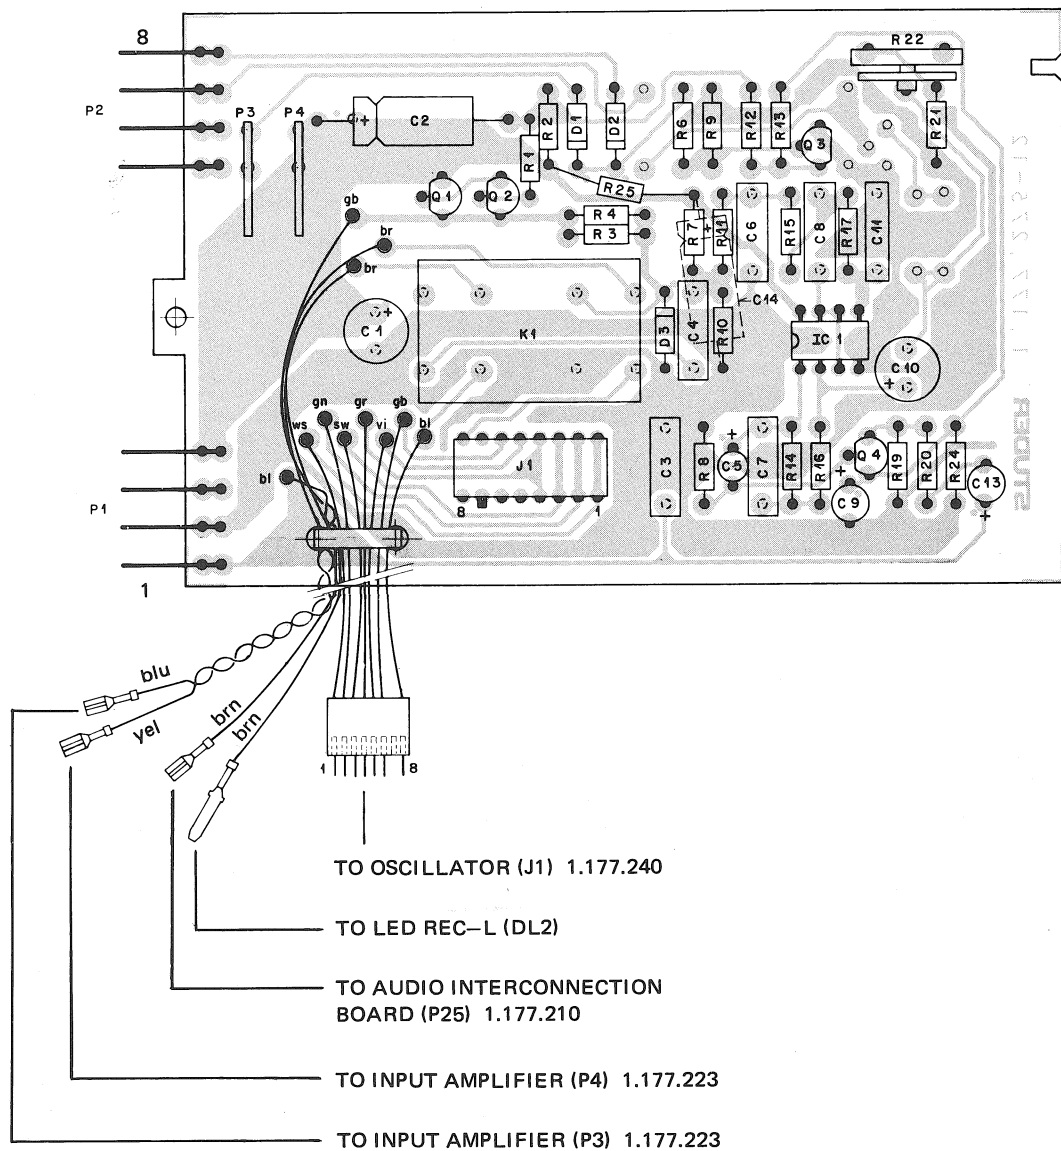 8
P2
P3
P4
C2
R2
D1
D2
R6
R9
R12
R13
R22
R21
Q3
R1
R25
Q1
Q2
gb
R4
R3
R7
+
R11
C6
R15
C8
R17
C11
br
br
C1
+
K1
D3
C4
R10
C14
IC1
C10
+
gn
gr
gb
ws
sw
vi
bl
bl
J1
8
1
C3
R8
+
C5
C7
R14
R16
+
C9
Q4
R19
R20
R24
C13
+
STUDER
1.177.275-12
P1
1
blu
yel
brn
brn
1
8
TO OSCILLATOR (J1) 1.177.240
TO LED REC–L (DL2)
TO AUDIO INTERCONNECTION
BOARD (P25) 1.177.210
TO INPUT AMPLIFIER (P4) 1.177.223
TO INPUT AMPLIFIER (P3) 1.177.223